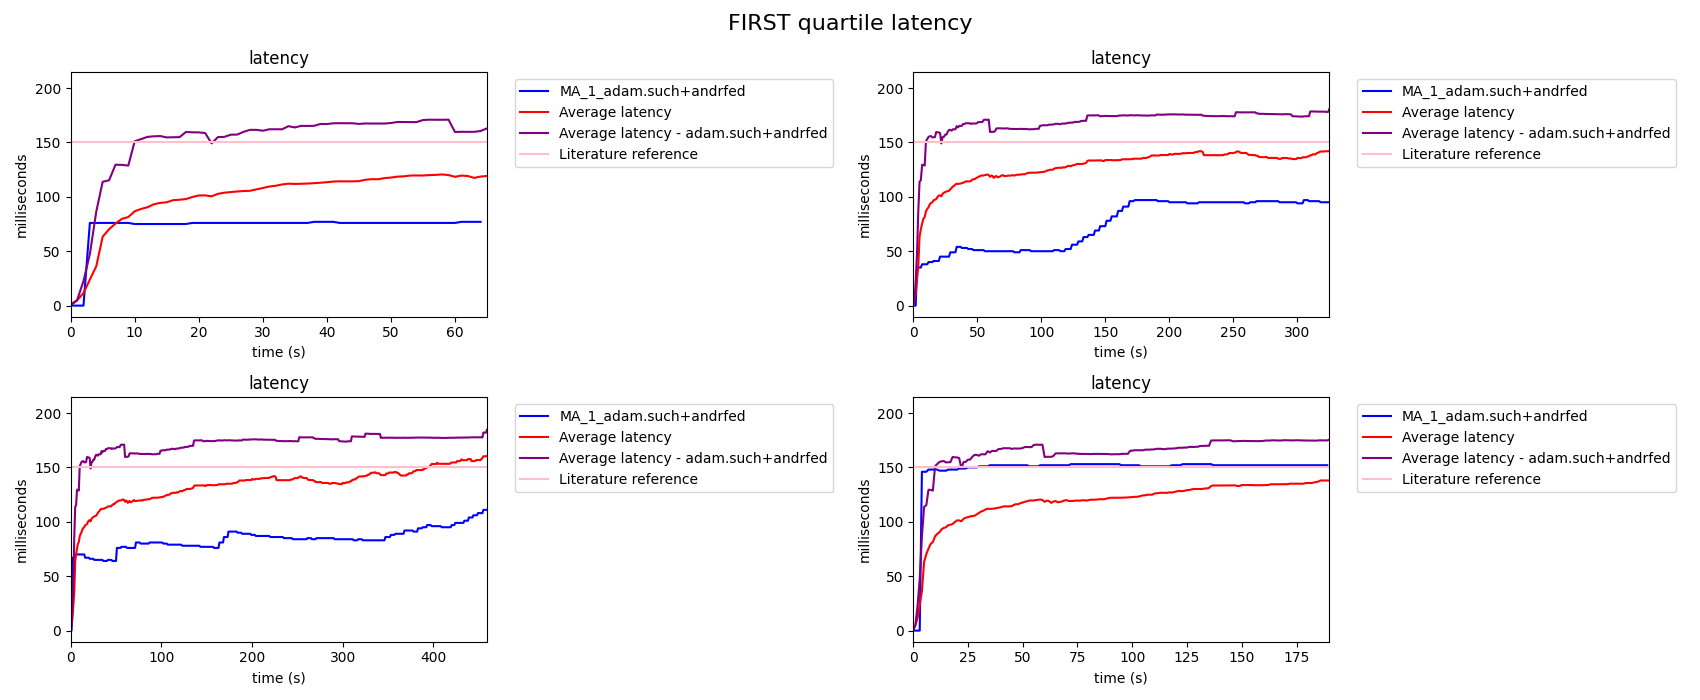 FIRST quartile latency
latency
200
150
100
50
0
milliseconds
0 10 20 30 40 50 60
time (s)
MA_1_adam.such+andrfed
Average latency
Average latency - adam.such+andrfed
Literature reference
latency
200
150
100
50
0
milliseconds
0 50 100 150 200 250 300
time (s)
MA_1_adam.such+andrfed
Average latency
Average latency - adam.such+andrfed
Literature reference
latency
200
150
100
50
0
milliseconds
0 100 200 300 400
time (s)
MA_1_adam.such+andrfed
Average latency
Average latency - adam.such+andrfed
Literature reference
latency
200
150
100
50
0
milliseconds
0 25 50 75 100 125 150 175
time (s)
MA_1_adam.such+andrfed
Average latency
Average latency - adam.such+andrfed
Literature reference